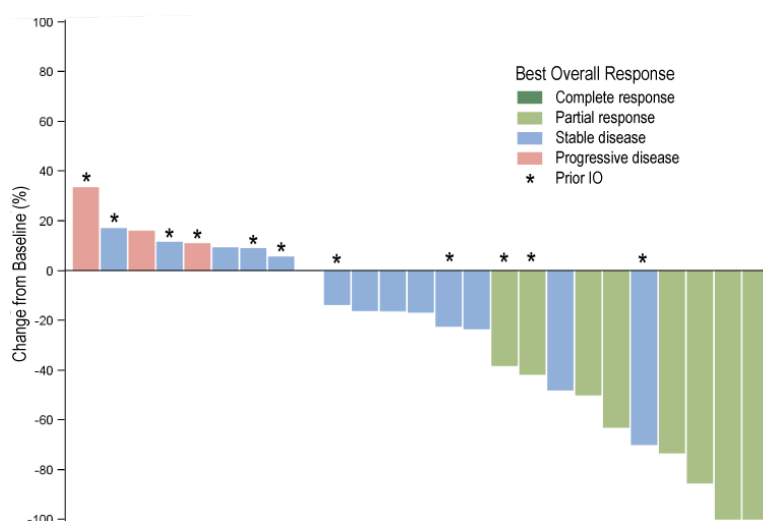 100
80
60
40
20
0
-20
-40
-60
-80
-100
Change from Baseline (%)
Best Overall Response
Complete response
Partial response
Stable disease
Progressive disease
* Prior IO
* * * * * *
* * * * *